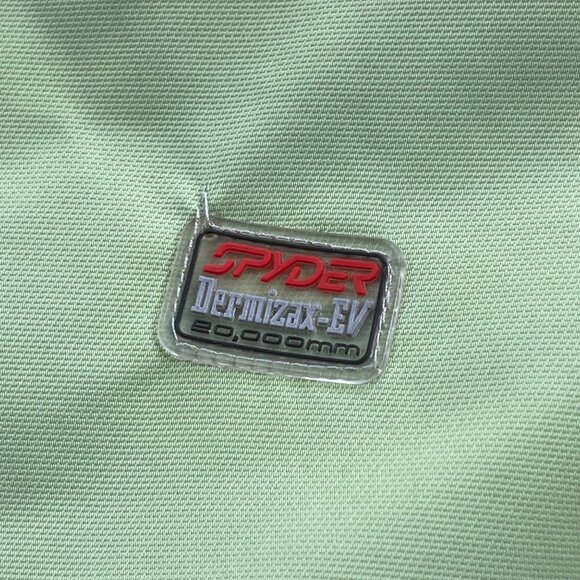 SPYDER
Dermizax-EV
20,000mm